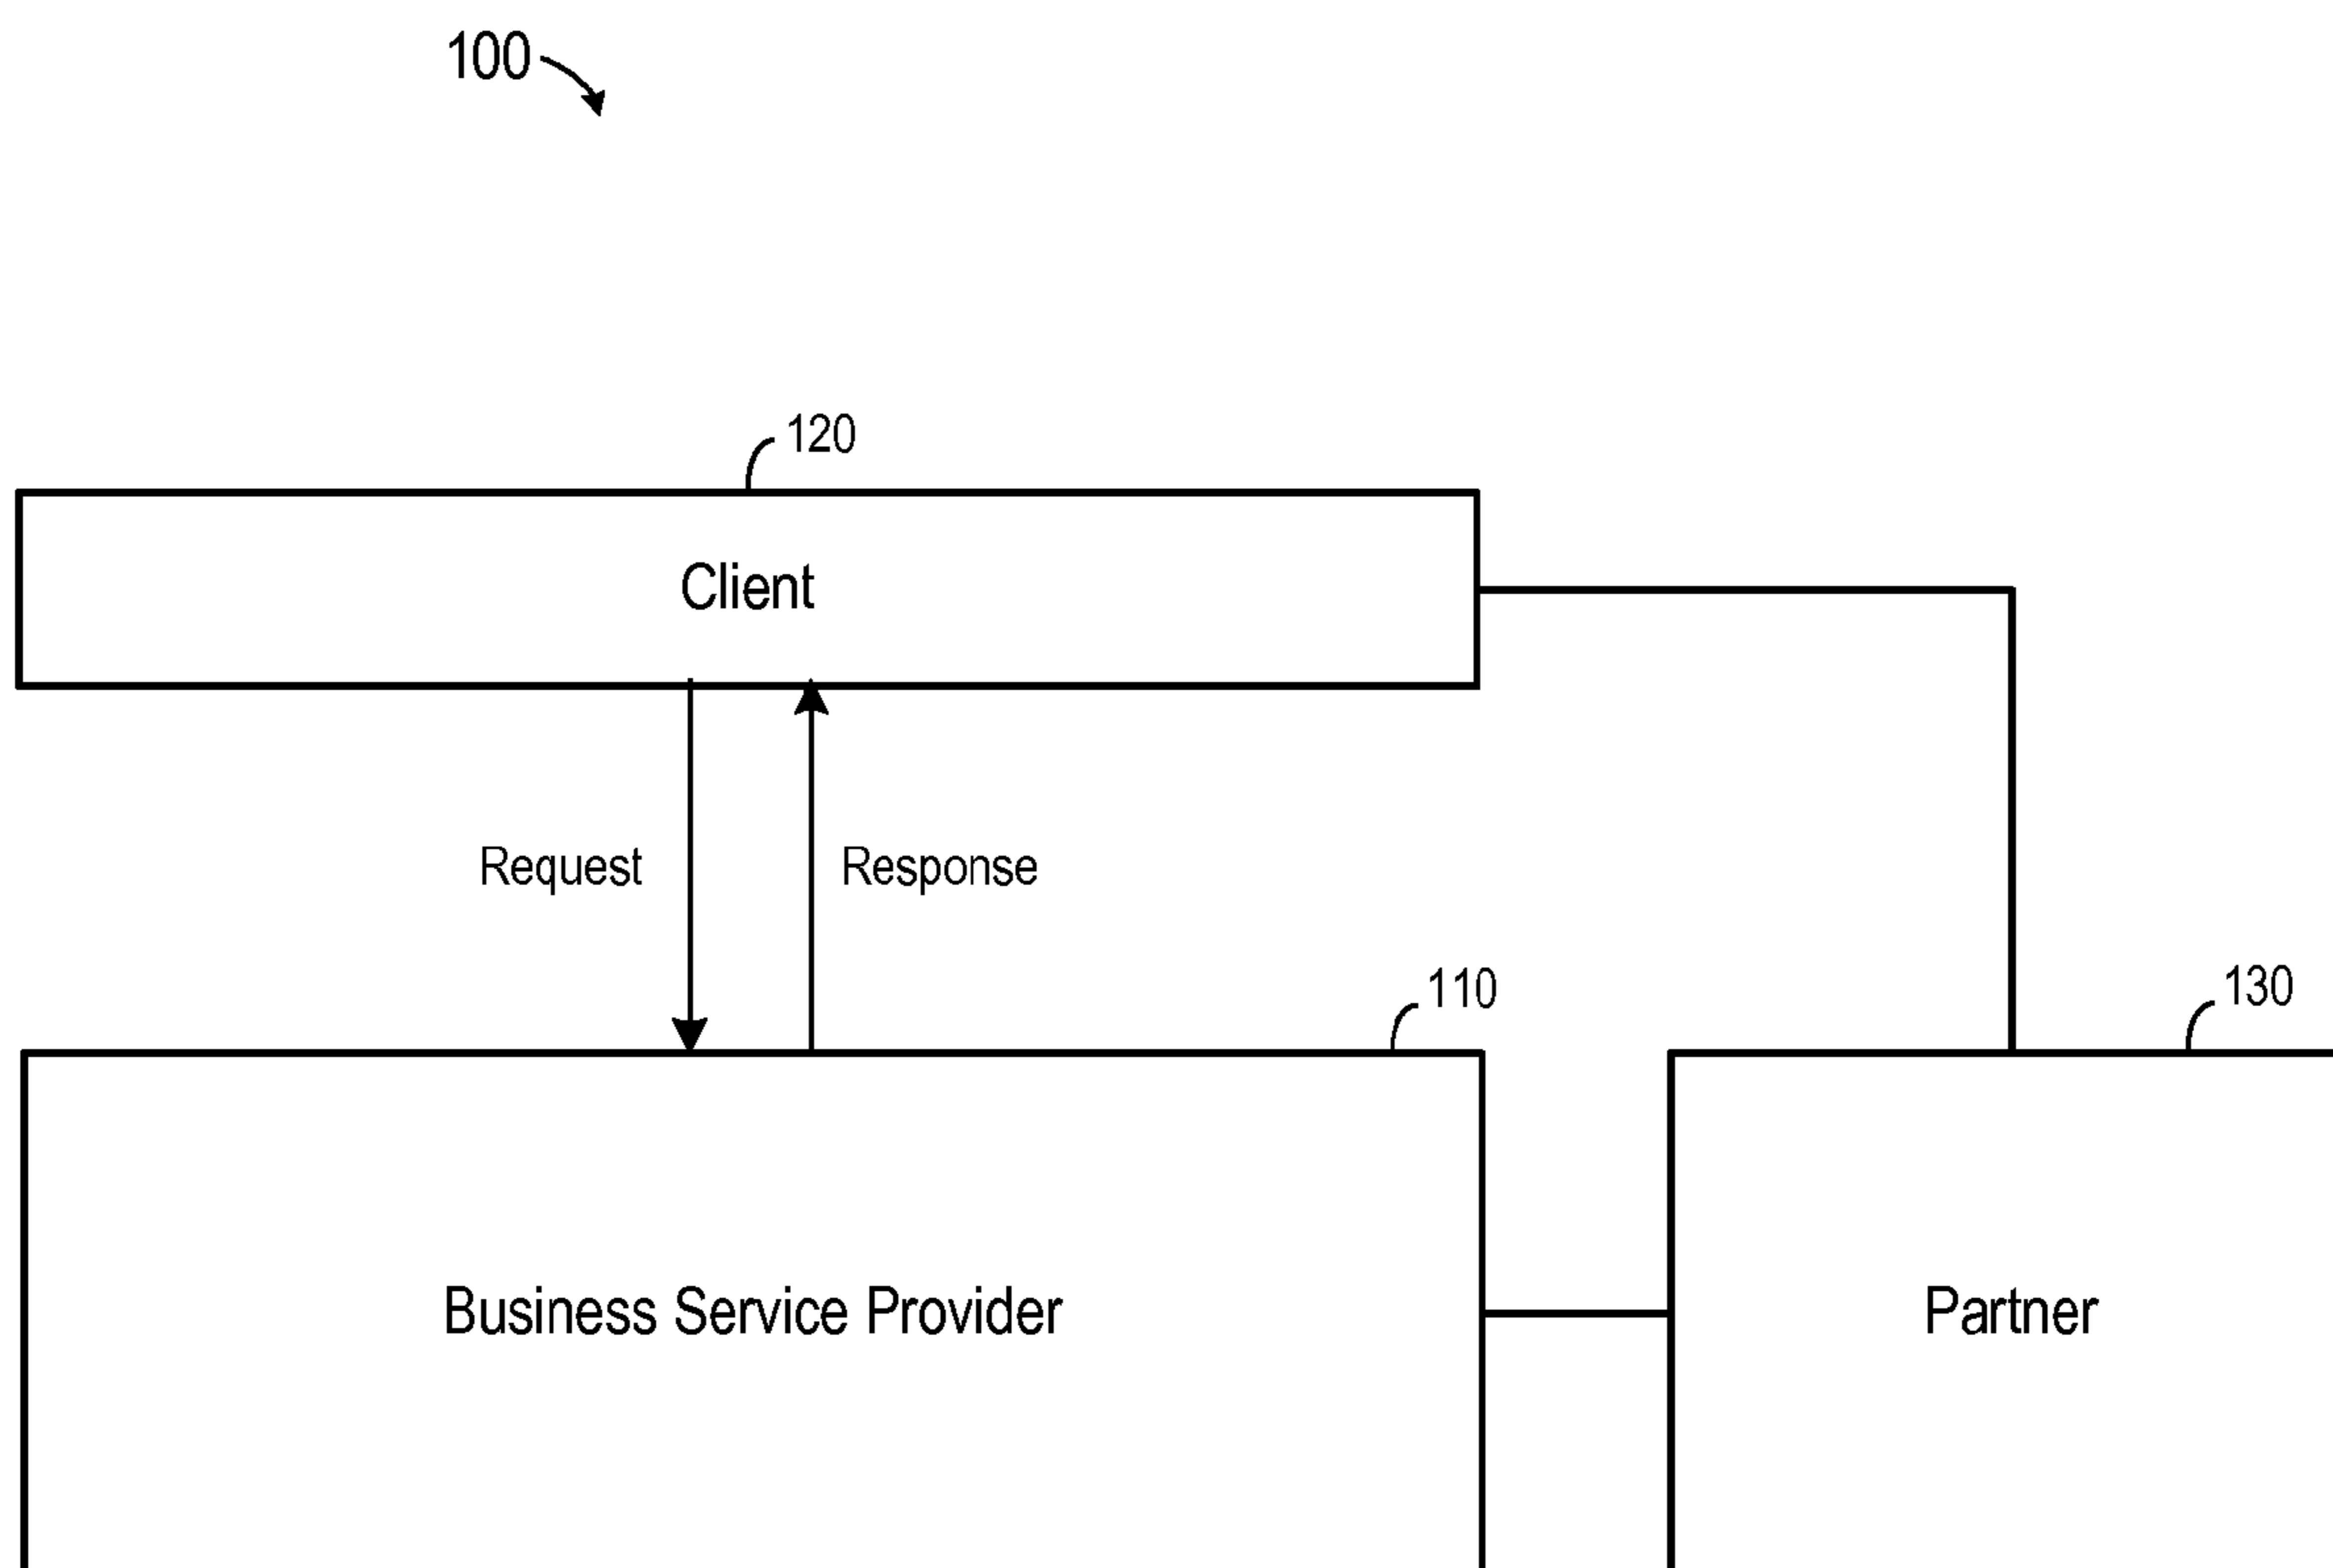 100
120
Client
Request
Response
110
130
Business Service Provider
Partner